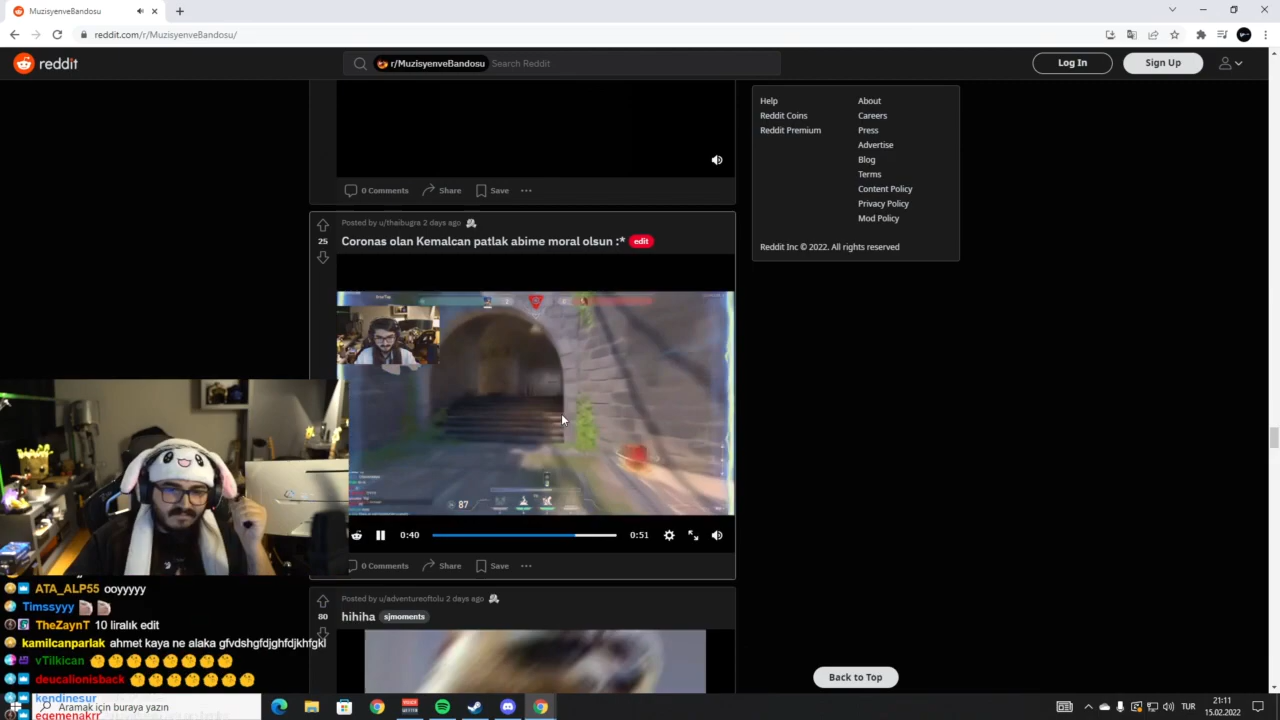 MuzisyenveBandosu
reddit.com/r/MuzisyenveBandosu/
reddit
r/MuzisyenveBandosu Search Reddit
Log In
Sign Up
Help
About
Reddit Coins
Careers
Reddit Premium
Press
Advertise
Blog
Terms
Content Policy
Privacy Policy
Mod Policy
Reddit Inc © 2022. All rights reserved
0 Comments Share Save
Posted by u/thaibugra 2 days ago
25
Coronas olan Kemalcan patlak abime moral olsun :* edit
87
0:40
0:51
0 Comments Share Save
Posted by u/adventureoftolu 2 days ago
80
hihiha sjmoments
ATA_ALP55 ooyyyyy
Timssyyy
TheZaynT 10 liralık edit
kamilcanparlak ahmet kaya ne alaka gfvdshgfdjghfdjkhfgkl
vTilkican
deucalionisback
kendinesur
egemenakrr
Back to Top
Aramak için buraya yazın
TUR
21:11
15.02.2022